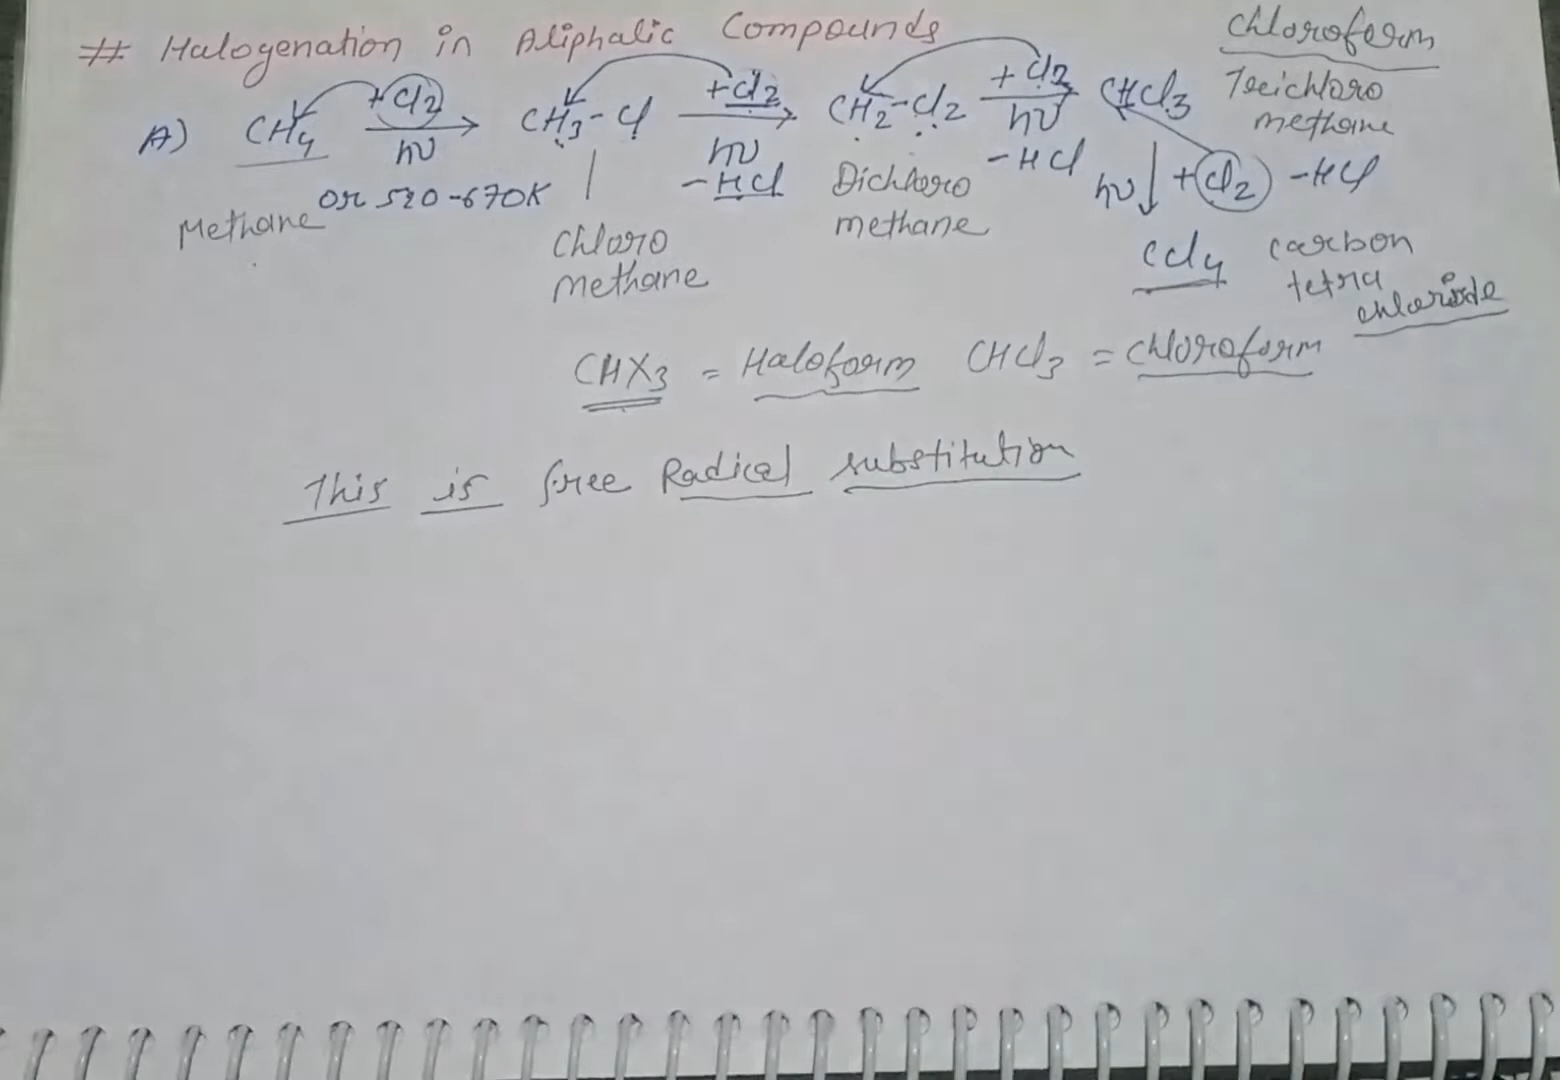 # Halogenation in Aliphalic Compounds
Chloroform
A) CH4 +Cl2 hν CH3-Cl +Cl2 hν CH2-Cl2 +Cl2 hν CHCl3 Trichloro
methane
or 520-670K -HCl -HCl hν +Cl2 -HCl
Methane Chloro Dichloro
methane methane
CCl4 carbon
tetra
chloride
CHX3 = Haloform CHCl3 = Chloroform
This is free Radical substitution